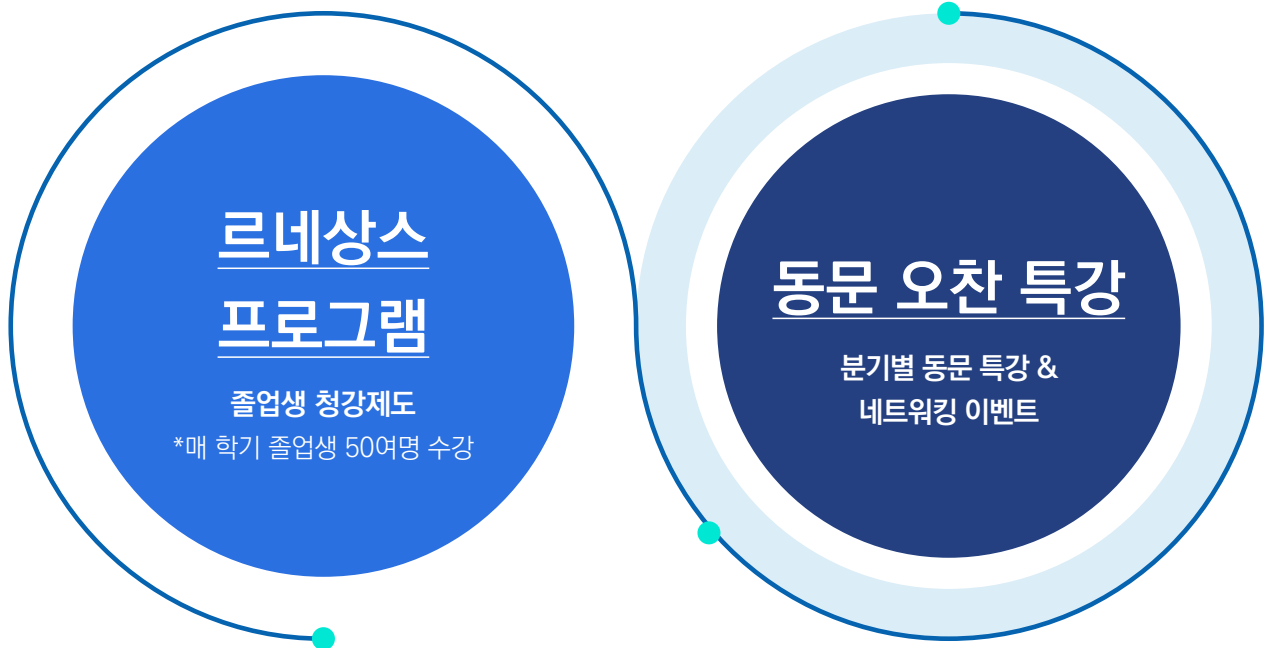 르네상스
프로그램
졸업생 청강제도
*매 학기 졸업생 50여명 수강
동문 오찬 특강
분기별 동문 특강 &
네트워킹 이벤트